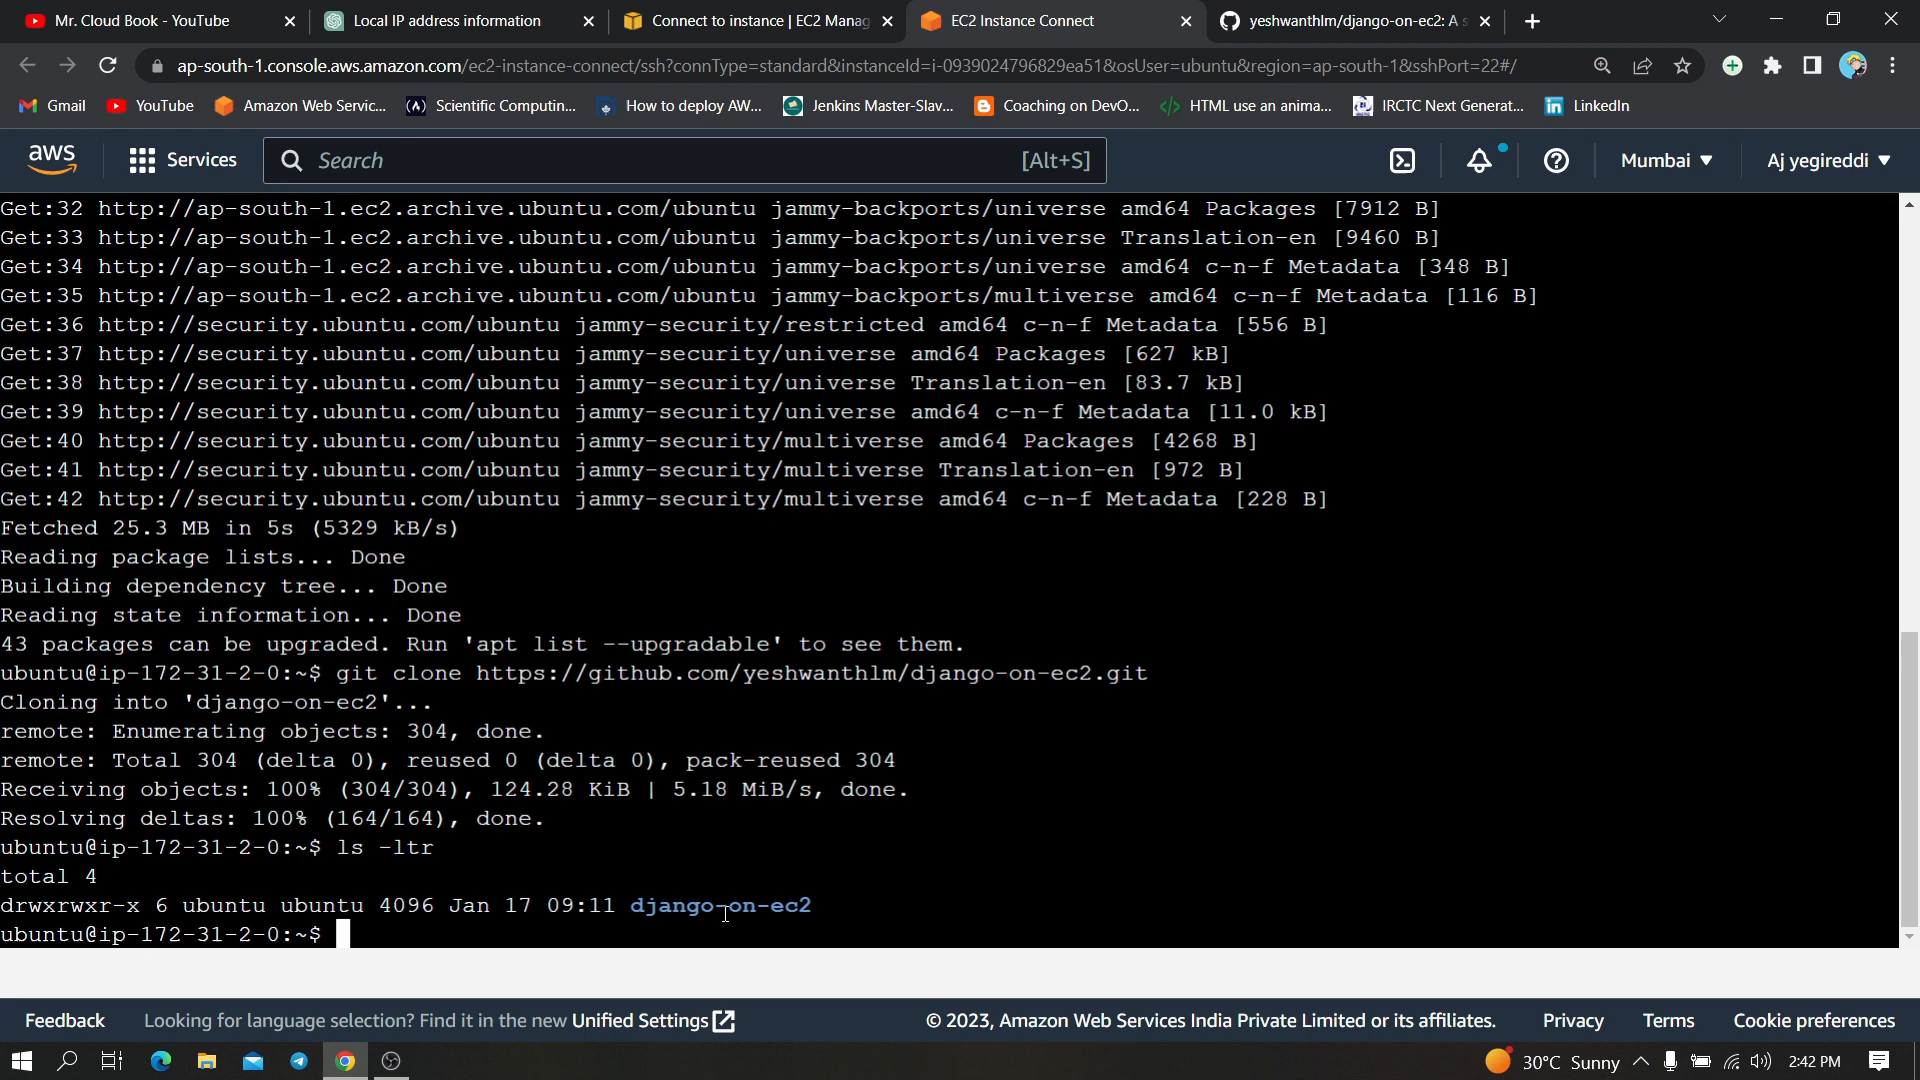 Mr. Cloud Book - YouTube
Local IP address information
Connect to instance | EC2 Manag
EC2 Instance Connect
yeshwanthlm/django-on-ec2: A s
ap-south-1.console.aws.amazon.com/ec2-instance-connect/ssh?connType=standard&instanceId=i-0939024796829ea51&osUser=ubuntu&region=ap-south-1&sshPort=22#/
Gmail
YouTube
Amazon Web Servic...
Scientific Computin...
How to deploy AW...
Jenkins Master-Slav...
Coaching on DevO...
HTML use an anima...
IRCTC Next Generat...
LinkedIn
aws
Services
Search
[Alt+S]
Mumbai
Aj yegireddi
Get:32 http://ap-south-1.ec2.archive.ubuntu.com/ubuntu jammy-backports/universe amd64 Packages [7912 B]
Get:33 http://ap-south-1.ec2.archive.ubuntu.com/ubuntu jammy-backports/universe Translation-en [9460 B]
Get:34 http://ap-south-1.ec2.archive.ubuntu.com/ubuntu jammy-backports/universe amd64 c-n-f Metadata [348 B]
Get:35 http://ap-south-1.ec2.archive.ubuntu.com/ubuntu jammy-backports/multiverse amd64 c-n-f Metadata [116 B]
Get:36 http://security.ubuntu.com/ubuntu jammy-security/restricted amd64 c-n-f Metadata [556 B]
Get:37 http://security.ubuntu.com/ubuntu jammy-security/universe amd64 Packages [627 kB]
Get:38 http://security.ubuntu.com/ubuntu jammy-security/universe Translation-en [83.7 kB]
Get:39 http://security.ubuntu.com/ubuntu jammy-security/universe amd64 c-n-f Metadata [11.0 kB]
Get:40 http://security.ubuntu.com/ubuntu jammy-security/multiverse amd64 Packages [4268 B]
Get:41 http://security.ubuntu.com/ubuntu jammy-security/multiverse Translation-en [972 B]
Get:42 http://security.ubuntu.com/ubuntu jammy-security/multiverse amd64 c-n-f Metadata [228 B]
Fetched 25.3 MB in 5s (5329 kB/s)
Reading package lists... Done
Building dependency tree... Done
Reading state information... Done
43 packages can be upgraded. Run 'apt list --upgradable' to see them.
ubuntu@ip-172-31-2-0:~$ git clone https://github.com/yeshwanthlm/django-on-ec2.git
Cloning into 'django-on-ec2'...
remote: Enumerating objects: 304, done.
remote: Total 304 (delta 0), reused 0 (delta 0), pack-reused 304
Receiving objects: 100% (304/304), 124.28 KiB | 5.18 MiB/s, done.
Resolving deltas: 100% (164/164), done.
ubuntu@ip-172-31-2-0:~$ ls -ltr
total 4
drwxrwxr-x 6 ubuntu ubuntu 4096 Jan 17 09:11 django-on-ec2
ubuntu@ip-172-31-2-0:~$
Feedback
Looking for language selection? Find it in the new Unified Settings
© 2023, Amazon Web Services India Private Limited or its affiliates.
Privacy
Terms
Cookie preferences
30°C Sunny
2:42 PM